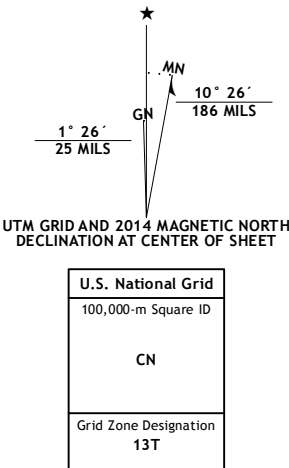 ★
MN
GN
10° 26´
186 MILS
1° 26´
25 MILS
UTM GRID AND 2014 MAGNETIC NORTH
DECLINATION AT CENTER OF SHEET
U.S. National Grid
100,000-m Square ID
CN
Grid Zone Designation
13T